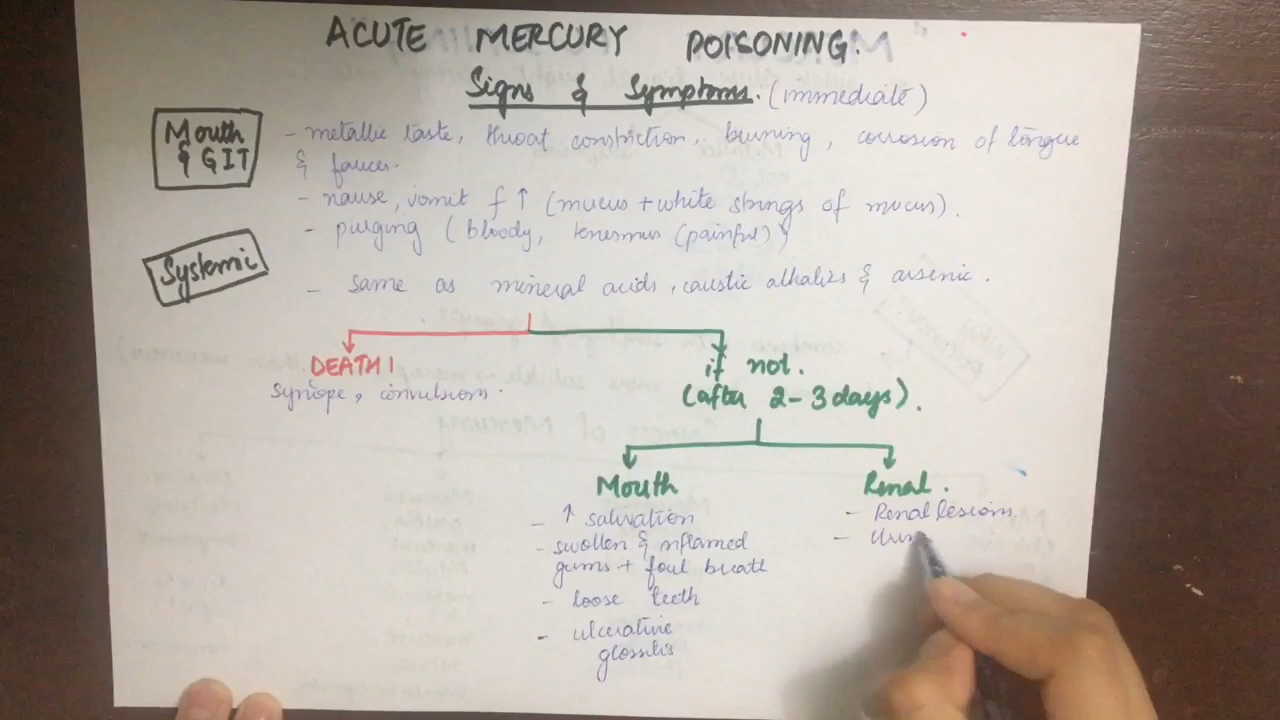 ACUTE MERCURY POISONING.
Signs & Symptoms. (immediate)
Mouth & GIT
- metallic taste, throat constriction, burning, corrosion of tongue
& fauces.
- nause, vomit f ↑ (mucus + white strings of mucus).
- purging (bloody, tenesmus (painful))
Systemic
- same as mineral acids, caustic alkalies & arsenic.
DEATH!
syncope, convulsions.
if not.
(after 2-3 days).
Mouth
- ↑ salivation
- swollen & inflamed
gums + foul breath
- loose teeth
- ulcerative
glossitis
Renal.
- Renal lesions.